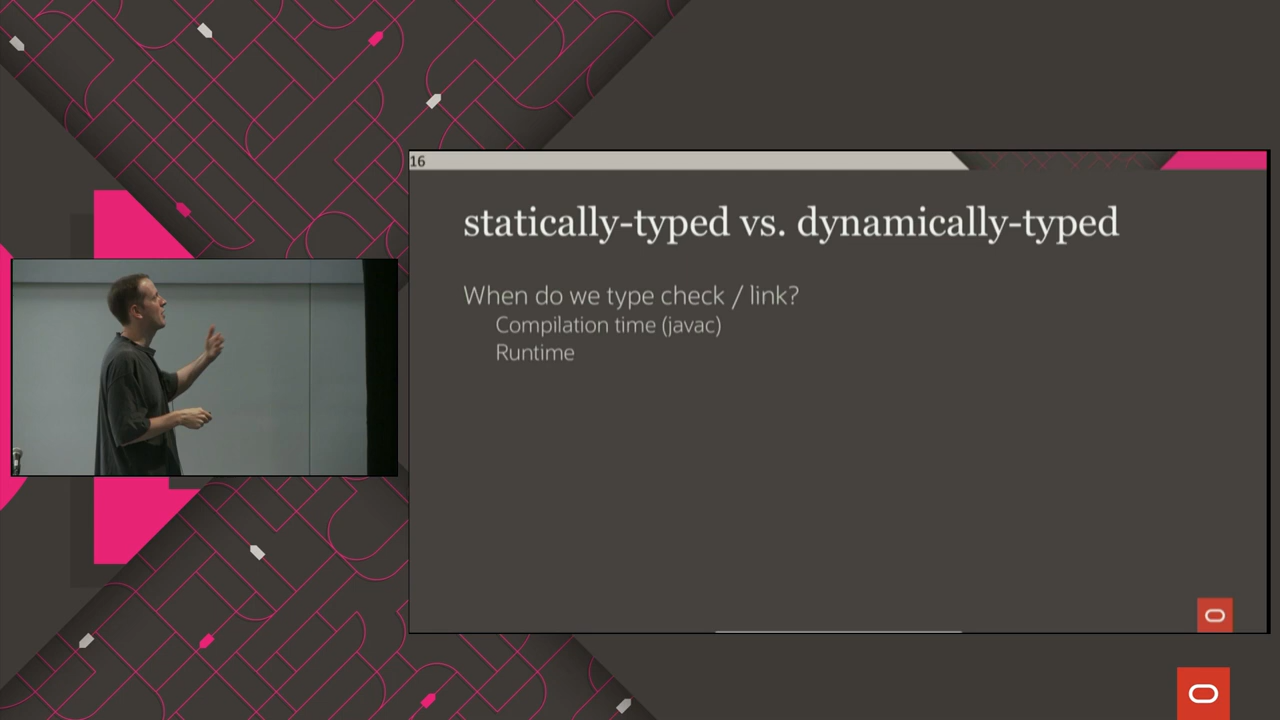 16
statically-typed vs. dynamically-typed
When do we type check / link?
Compilation time (javac)
Runtime